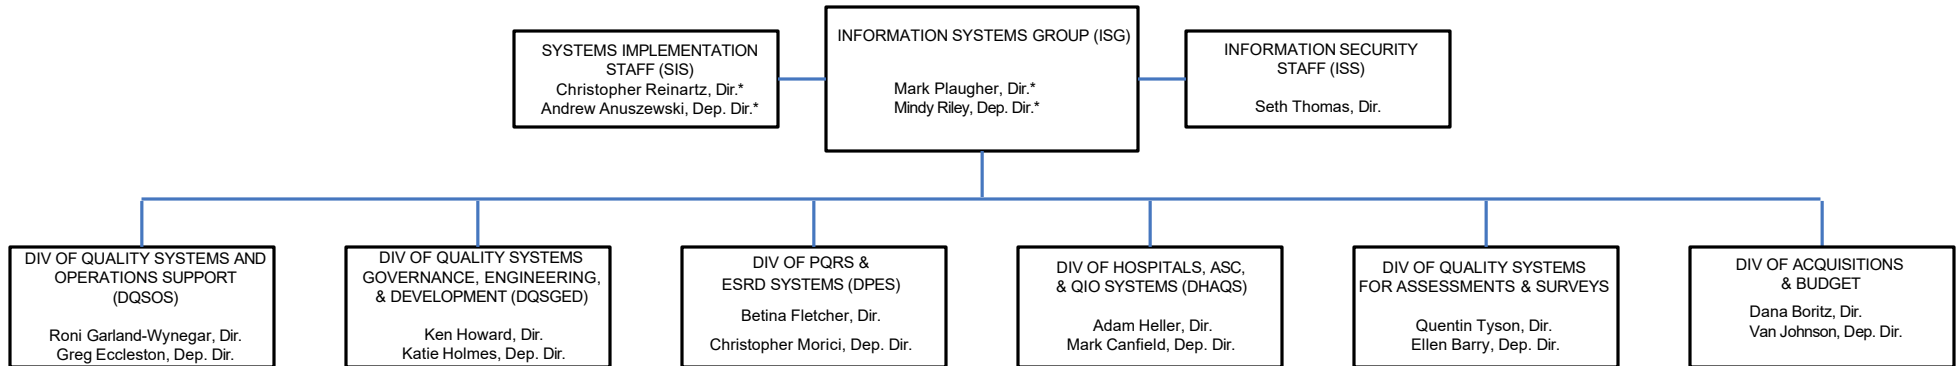 SYSTEMS IMPLEMENTATION
STAFF (SIS)
Christopher Reinartz, Dir.*
Andrew Anuszewski, Dep. Dir.*
INFORMATION SYSTEMS GROUP (ISG)
Mark Plaugher, Dir.*
Mindy Riley, Dep. Dir.*
INFORMATION SECURITY
STAFF (ISS)
Seth Thomas, Dir.
DIV OF QUALITY SYSTEMS AND
OPERATIONS SUPPORT
(DQSOS)
Roni Garland-Wynegar, Dir.
Greg Eccleston, Dep. Dir.
DIV OF QUALITY SYSTEMS
GOVERNANCE, ENGINEERING,
& DEVELOPMENT (DQSGED)
Ken Howard, Dir.
Katie Holmes, Dep. Dir.
DIV OF PQRS &
ESRD SYSTEMS (DPES)
Betina Fletcher, Dir.
Christopher Morici, Dep. Dir.
DIV OF HOSPITALS, ASC,
& QIO SYSTEMS (DHAQS)
Adam Heller, Dir.
Mark Canfield, Dep. Dir.
DIV OF QUALITY SYSTEMS
FOR ASSESSMENTS & SURVEYS
Quentin Tyson, Dir.
Ellen Barry, Dep. Dir.
DIV OF ACQUISITIONS
& BUDGET
Dana Boritz, Dir.
Van Johnson, Dep. Dir.